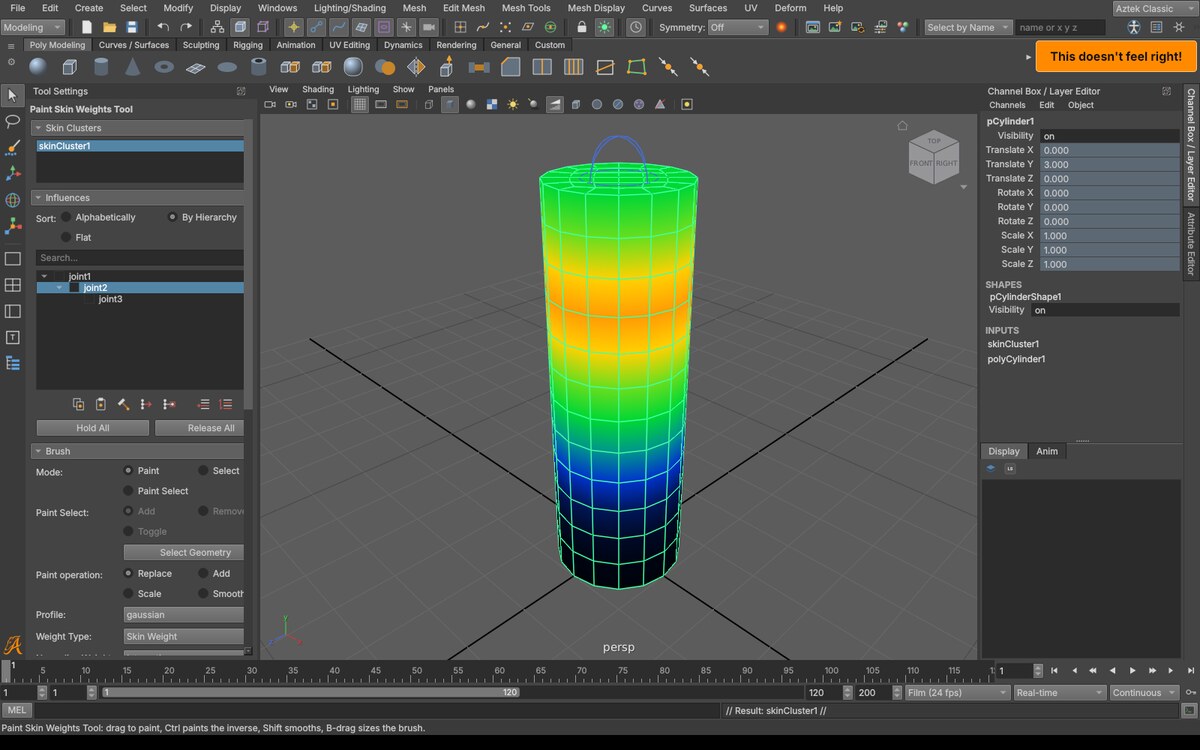 File Edit Create Select Modify Display Windows Lighting/Shading Mesh Edit Mesh Mesh Tools Mesh Display Curves Surfaces UV Deform Help Aztek Classic
Modeling Symmetry: Off Select by Name name or x y z
Poly Modeling Curves / Surfaces Sculpting Rigging Animation UV Editing Dynamics Rendering General Custom
This doesn't feel right!
Tool Settings
View Shading Lighting Show Panels
Channel Box / Layer Editor
Paint Skin Weights Tool
Channels Edit Object
Skin Clusters
skinCluster1
Influences
Sort: Alphabetically By Hierarchy
Flat
Search...
joint1
joint2
joint3
Hold All Release All
Brush
Mode: Paint Select
Paint Select
Paint Select: Add Remov
Toggle
Select Geometry
Paint operation: Replace Add
Scale Smooth
Profile: gaussian
Weight Type: Skin Weight
TOP
FRONT RIGHT
y
persp
pCylinder1
Visibility on
Translate X 0.000
Translate Y 3.000
Translate Z 0.000
Rotate X 0.000
Rotate Y 0.000
Rotate Z 0.000
Scale X 1.000
Scale Y 1.000
Scale Z 1.000
SHAPES
pCylinderShape1
Visibility on
INPUTS
skinCluster1
polyCylinder1
Display Anim
Channel Box / Layer Editor
Attribute Editor
1 5 10 15 20 25 30 35 40 45 50 55 60 65 70 75 80 85 90 95 100 105 110 115 1
1 1 1 120 120 200 Film (24 fps) Real-time Continuous
MEL // Result: skinCluster1 //
Paint Skin Weights Tool: drag to paint, Ctrl paints the inverse, Shift smooths, B-drag sizes the brush.